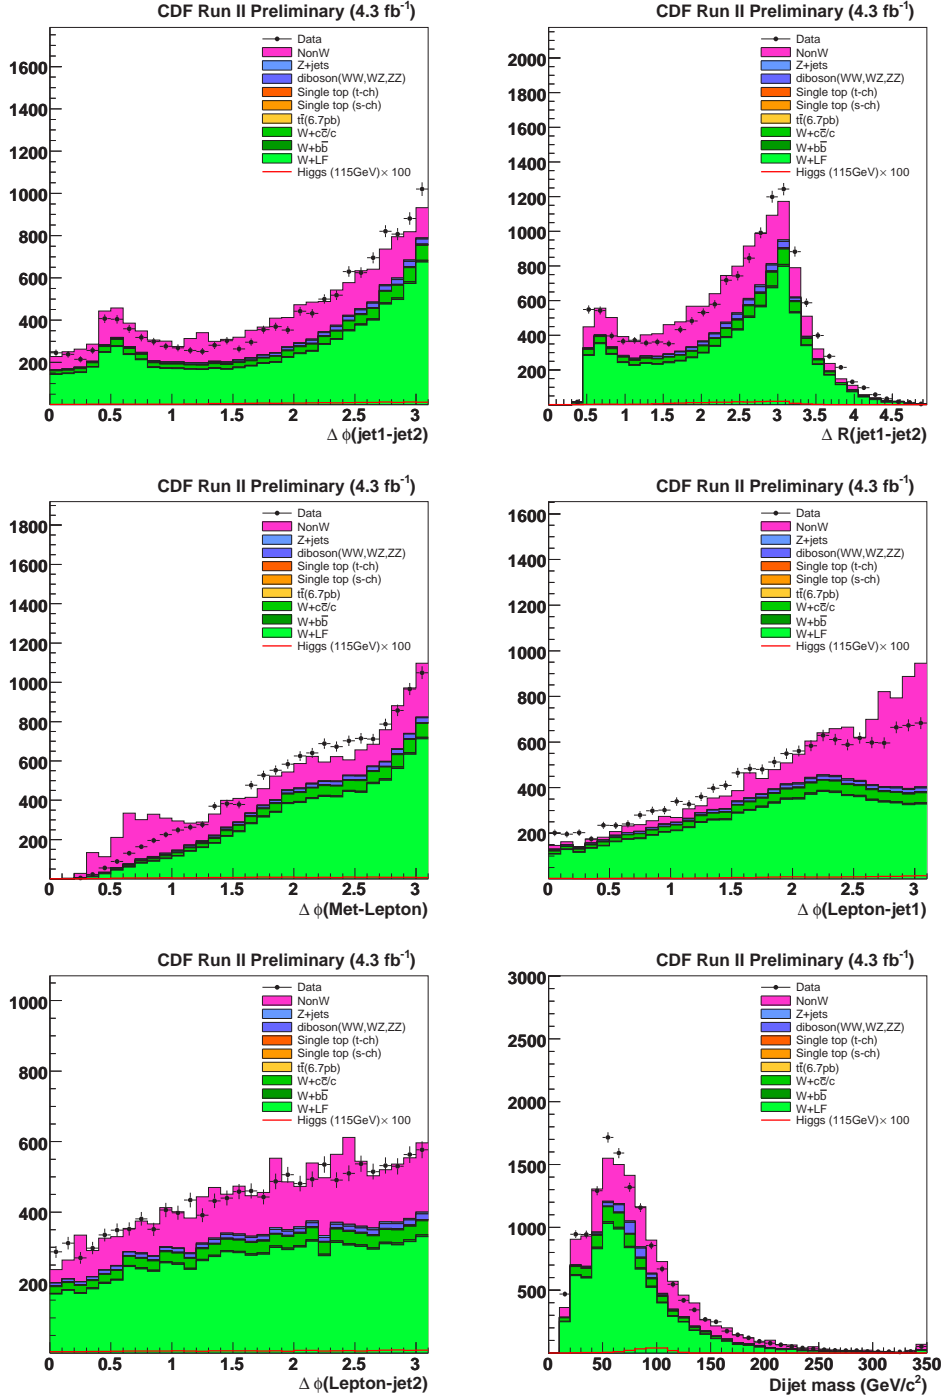 CDF Run II Preliminary (4.3 fb-1)
Data
NonW
Z+jets
diboson(WW,WZ,ZZ)
Single top (t-ch)
Single top (s-ch)
tt̄(6.7pb)
W+cc̄/c
W+bb̄
W+LF
Higgs (115GeV)× 100
1600
1400
1200
1000
800
600
400
200
0 0.5 1 1.5 2 2.5 3
Δ ϕ(jet1-jet2)
CDF Run II Preliminary (4.3 fb-1)
Data
NonW
Z+jets
diboson(WW,WZ,ZZ)
Single top (t-ch)
Single top (s-ch)
tt̄(6.7pb)
W+cc̄/c
W+bb̄
W+LF
Higgs (115GeV)× 100
2000
1800
1600
1400
1200
1000
800
600
400
200
0
0 0.5 1 1.5 2 2.5 3 3.5 4 4.5
Δ R(jet1-jet2)
CDF Run II Preliminary (4.3 fb-1)
Data
NonW
Z+jets
diboson(WW,WZ,ZZ)
Single top (t-ch)
Single top (s-ch)
tt̄(6.7pb)
W+cc̄/c
W+bb̄
W+LF
Higgs (115GeV)× 100
1800
1600
1400
1200
1000
800
600
400
200
0
0 0.5 1 1.5 2 2.5 3
Δ ϕ(Met-Lepton)
CDF Run II Preliminary (4.3 fb-1)
Data
NonW
Z+jets
diboson(WW,WZ,ZZ)
Single top (t-ch)
Single top (s-ch)
tt̄(6.7pb)
W+cc̄/c
W+bb̄
W+LF
Higgs (115GeV)× 100
1600
1400
1200
1000
800
600
400
200
0 0.5 1 1.5 2 2.5 3
Δ ϕ(Lepton-jet1)
CDF Run II Preliminary (4.3 fb-1)
Data
NonW
Z+jets
diboson(WW,WZ,ZZ)
Single top (t-ch)
Single top (s-ch)
tt̄(6.7pb)
W+cc̄/c
W+bb̄
W+LF
Higgs (115GeV)× 100
1000
800
600
400
200
0 0.5 1 1.5 2 2.5 3
Δ ϕ(Lepton-jet2)
CDF Run II Preliminary (4.3 fb-1)
Data
NonW
Z+jets
diboson(WW,WZ,ZZ)
Single top (t-ch)
Single top (s-ch)
tt̄(6.7pb)
W+cc̄/c
W+bb̄
W+LF
Higgs (115GeV)× 100
3000
2500
2000
1500
1000
500
0
0 50 100 150 200 250 300 350
Dijet mass (GeV/c2)